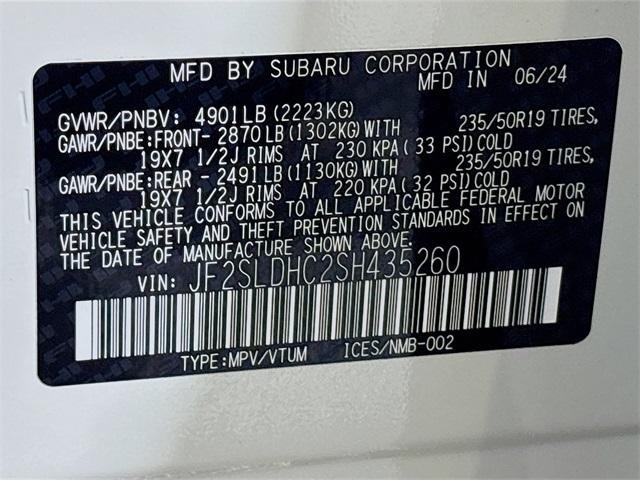 MFD BY SUBARU CORPORATION
MFD IN 06/24
GVWR/PNBV: 4901LB(2223KG)
GAWR/PNBE:FRONT- 2870LB(1302KG)WITH 235/50R19 TIRES,
19X7 1/2J RIMS AT 230 KPA( 33 PSI)COLD
GAWR/PNBE:REAR - 2491LB(1130KG)WITH 235/50R19 TIRES,
19X7 1/2J RIMS AT 220 KPA( 32 PSI)COLD
THIS VEHICLE CONFORMS TO ALL APPLICABLE FEDERAL MOTOR
VEHICLE SAFETY AND THEFT PREVENTION STANDARDS IN EFFECT ON
THE DATE OF MANUFACTURE SHOWN ABOVE.
VIN: JF2SLDHC2SH435260
TYPE:MPV/VTUM ICES/NMB-002